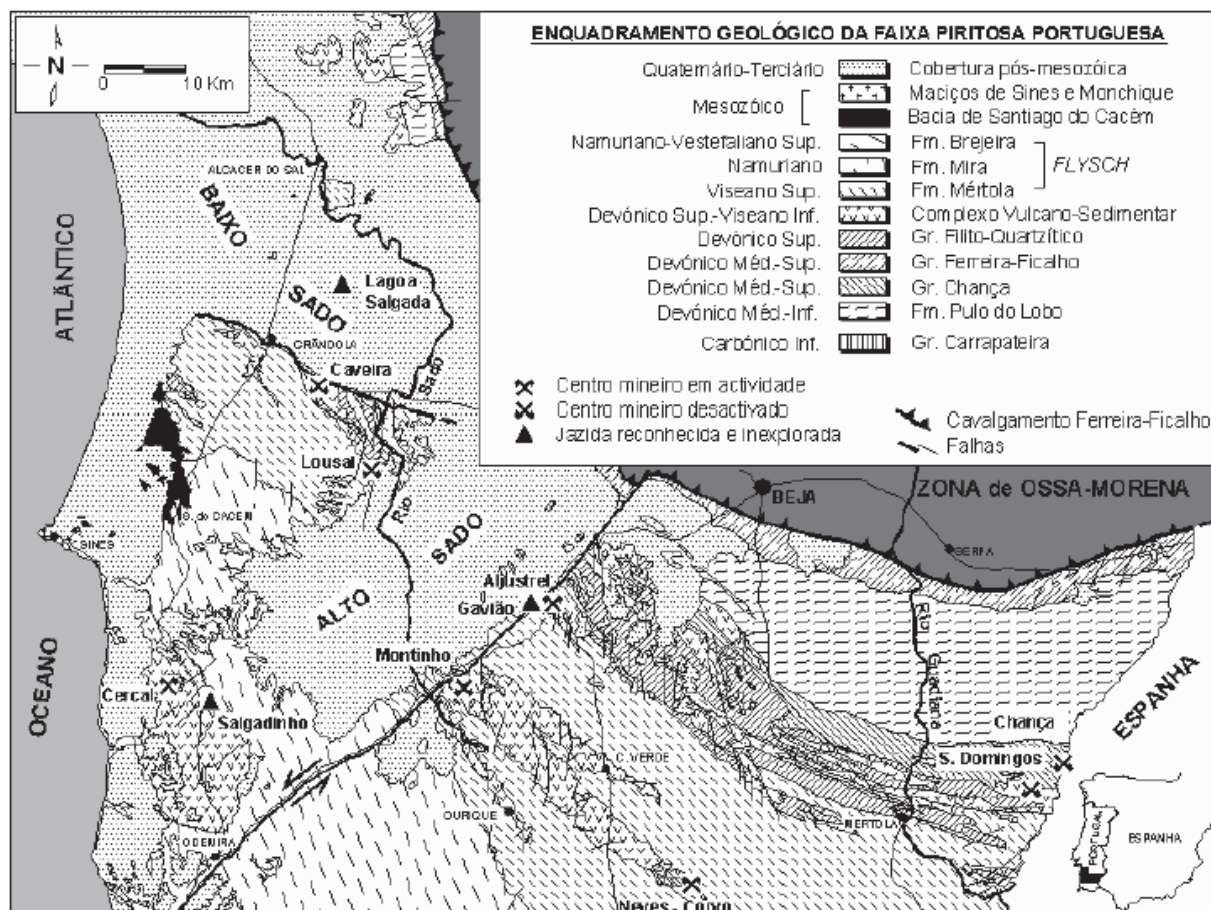 N
0 10 Km
ENQUADRAMENTO GEOLÓGICO DA FAIXA PIRITOSA PORTUGUESA
Quaternário-Terciário Cobertura pós-mesozóica
Mesozóico Maciços de Sines e Monchique
Bacia de Santiago do Cacém
Namuriano-Vestefaliano Sup. Fm. Brejeira
Namuriano Fm. Mira
FLYSCH
Viseano Sup. Fm. Mértola
Devónico Sup.-Viseano Inf. Complexo Vulcano-Sedimentar
Devónico Sup. Gr. Filito-Quartzítico
Devónico Méd.-Sup. Gr. Ferreira-Ficalho
Devónico Méd.-Sup. Gr. Chança
Devónico Méd.-Inf. Fm. Pulo do Lobo
Carbónico Inf. Gr. Carrapateira
Centro mineiro em actividade
Centro mineiro desactivado
Jazida reconhecida e inexplorada
Cavalgamento Ferreira-Ficalho
Falhas
ALCACER DO SAL
BAIXO
SADO
ATLÂNTICO
Lagoa
Salgada
GRÂNDOLA
Caveira
Sado
Lousal
Rio
SADO
ALTO
S. do CACEM
SINES
BEJA
ZONA de OSSA-MORENA
SERPA
Aljustrel
Gavião
Montinho
Cercal
Salgadinho
OCEANO
Rio
Guadiana
Chança
ESPANHA
S. Domingos
C. VERDE
OURIQUE
MERTOLA
ODEMIRA
Neves - Corvo
PORTUGAL
ESPANHA